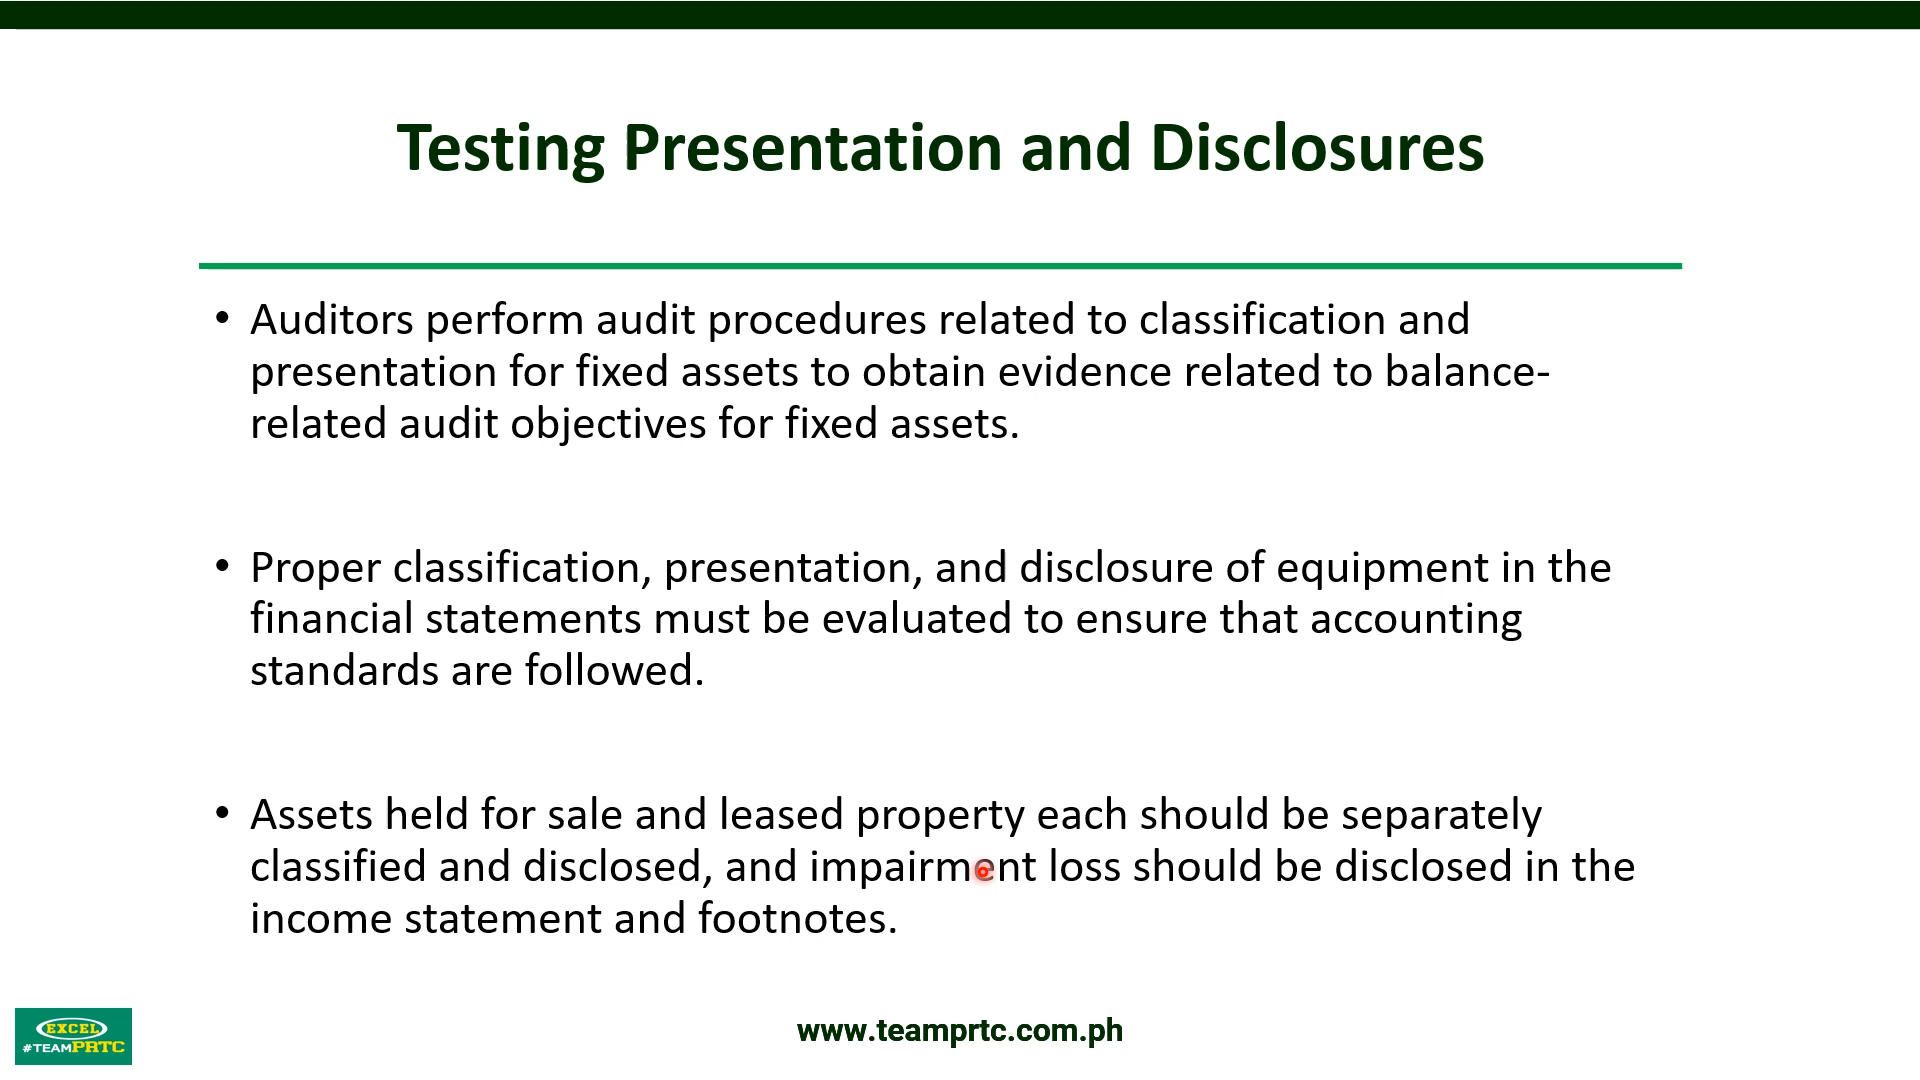 Testing Presentation and Disclosures
• Auditors perform audit procedures related to classification and
presentation for fixed assets to obtain evidence related to balance-
related audit objectives for fixed assets.
• Proper classification, presentation, and disclosure of equipment in the
financial statements must be evaluated to ensure that accounting
standards are followed.
• Assets held for sale and leased property each should be separately
classified and disclosed, and impairment loss should be disclosed in the
income statement and footnotes.
EXCEL
#TEAMPRTC
www.teamprtc.com.ph